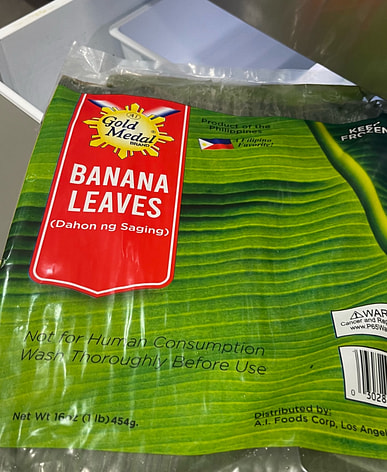 A.I.
Gold
Medal
BRAND
BANANA
LEAVES
(Dahon ng Saging)
Product of the
Philippines
A Filipino
Favorite!
KEEP
FROZEN
WAR
Cancer and Rep
www.P65Wa
Not for Human Consumption
Wash Thoroughly Before Use
0 3028
Net Wt 16 oz (1 lb) 454g.
Distributed by:
A.I. Foods Corp, Los Angel